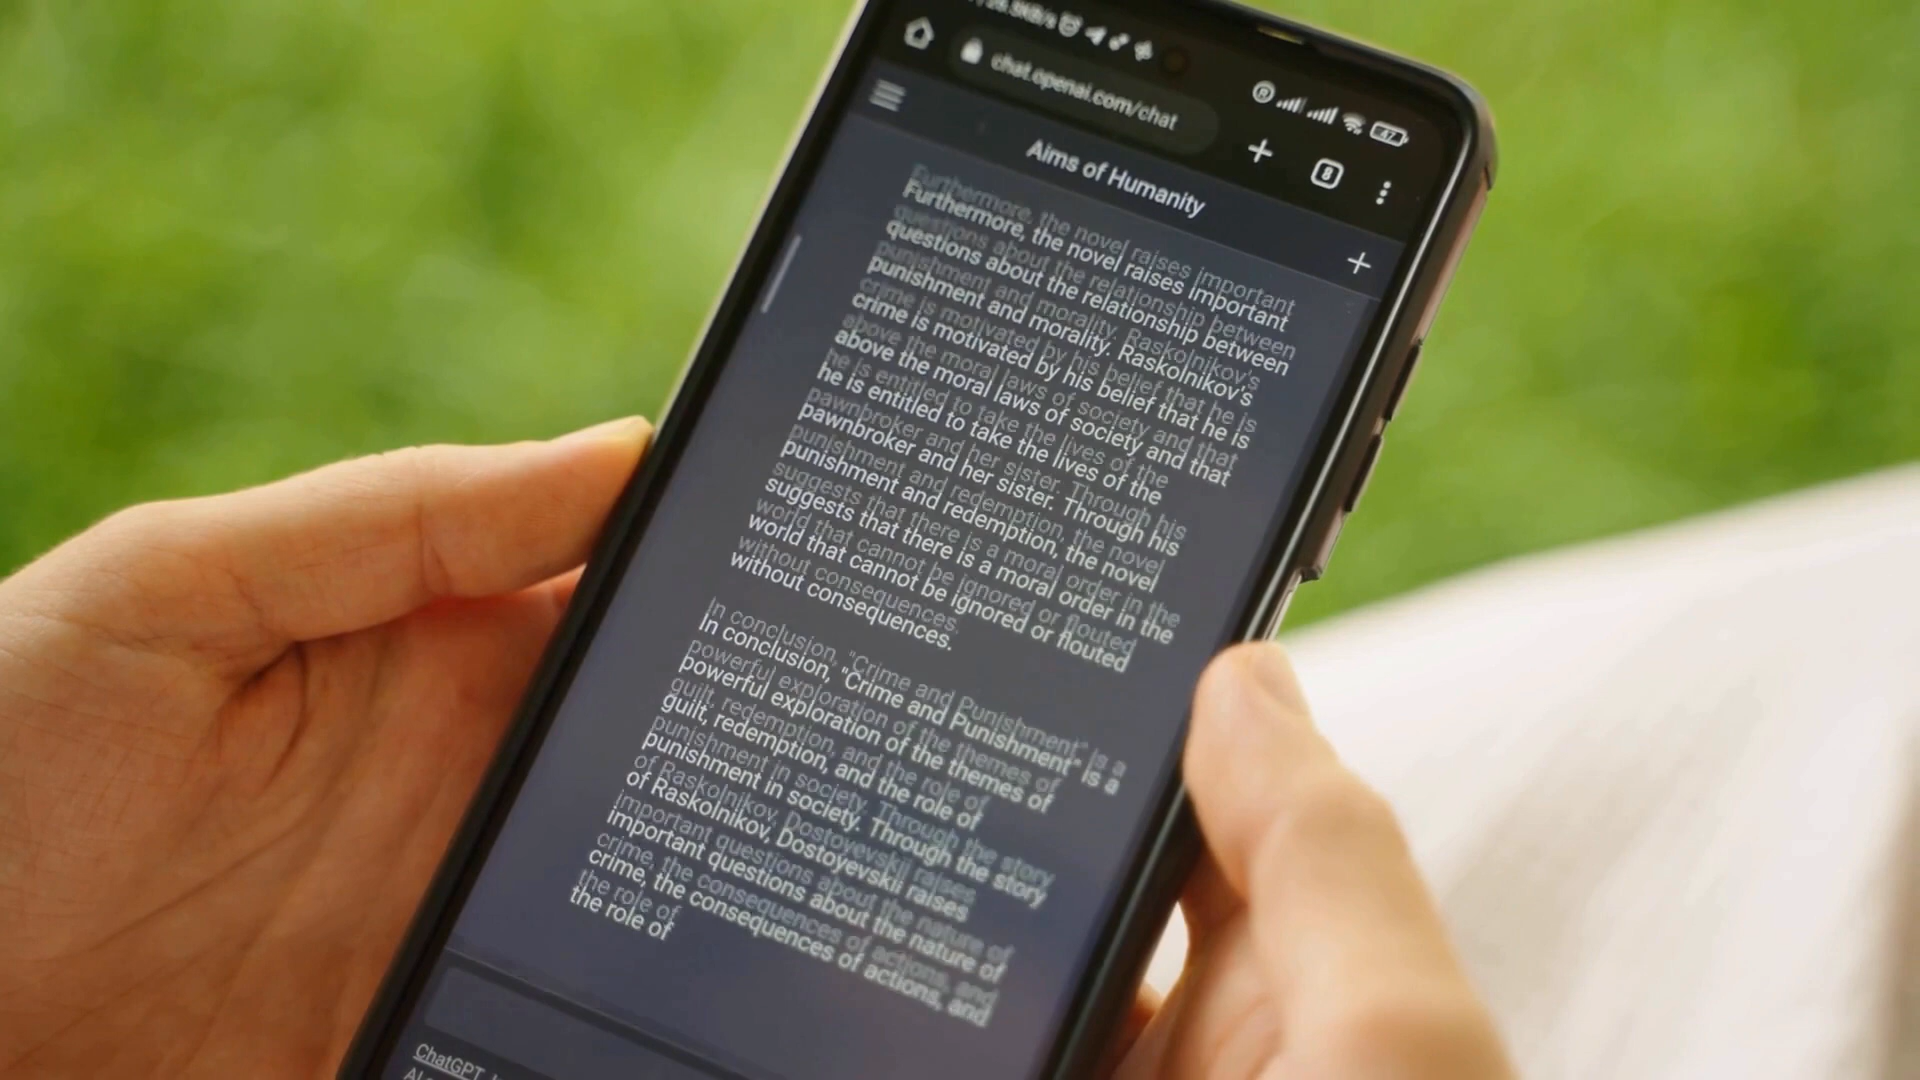 chat.openai.com/chat
47
8
Aims of Humanity
Furthermore, the novel raises important
questions about the relationship between
punishment and morality. Raskolnikov's
crime is motivated by his belief that he is
above the moral laws of society and that
he is entitled to take the lives of the
pawnbroker and her sister. Through his
punishment and redemption, the novel
suggests that there is a moral order in the
world that cannot be ignored or flouted
without consequences.
In conclusion, "Crime and Punishment" is a
powerful exploration of the themes of
guilt, redemption, and the role of
punishment in society. Through the story
of Raskolnikov, Dostoyevskii raises
important questions about the nature of
crime, the consequences of actions, and
the role of
ChatGPT